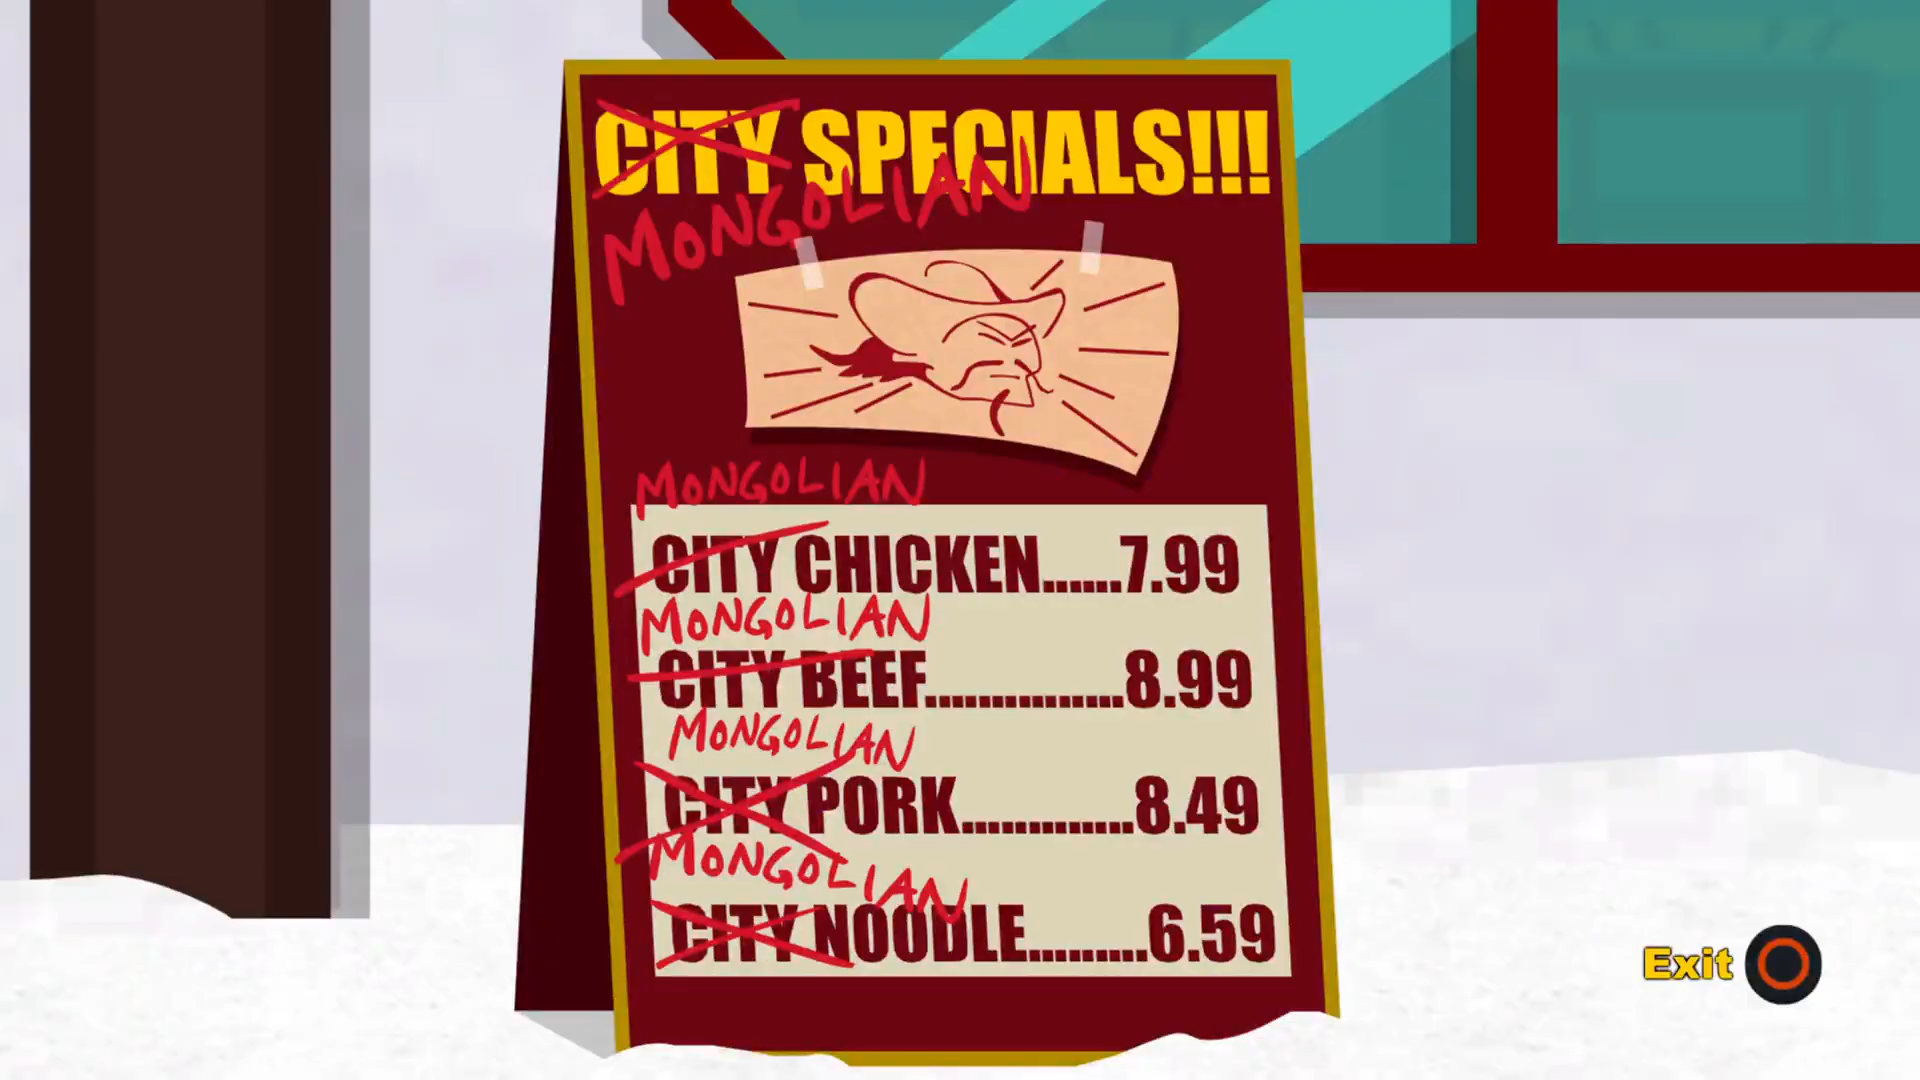 CITY SPECIALS!!!
MONGOLIAN
MONGOLIAN
CITY CHICKEN......7.99
MONGOLIAN
CITY BEEF...............8.99
MONGOLIAN
CITY PORK.............8.49
MONGOLIAN
CITY NOODLE.........6.59
Exit